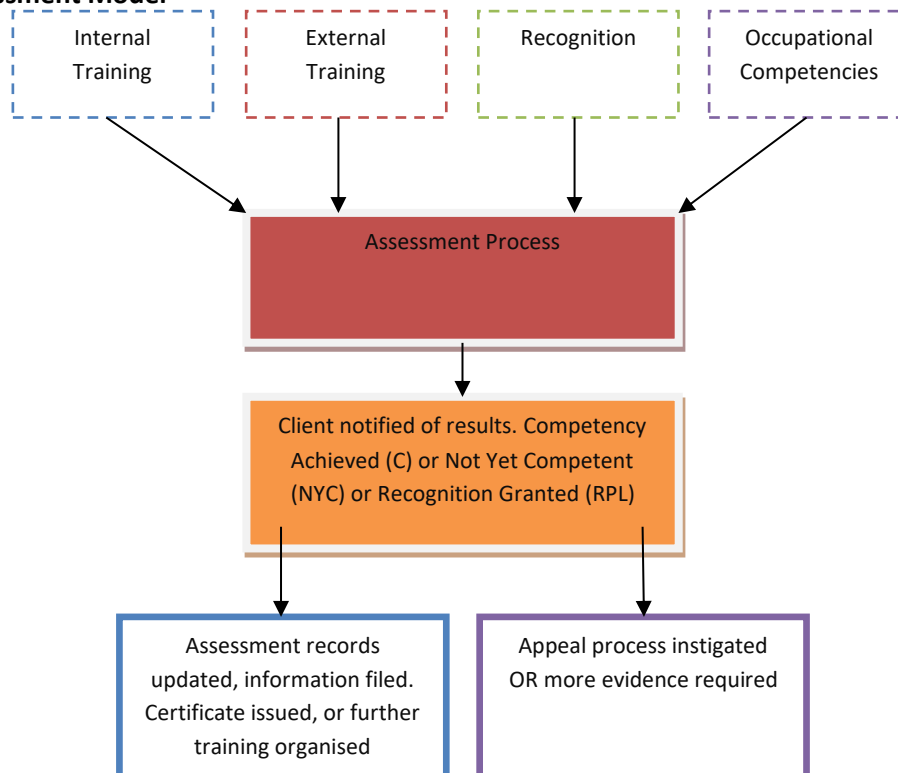 ssment Model
Internal
Training
External
Training
Recognition
Occupational
Competencies
Assessment Process
Client notified of results. Competency
Achieved (C) or Not Yet Competent
(NYC) or Recognition Granted (RPL)
Assessment records
updated, information filed.
Certificate issued, or further
training organised
Appeal process instigated
OR more evidence required